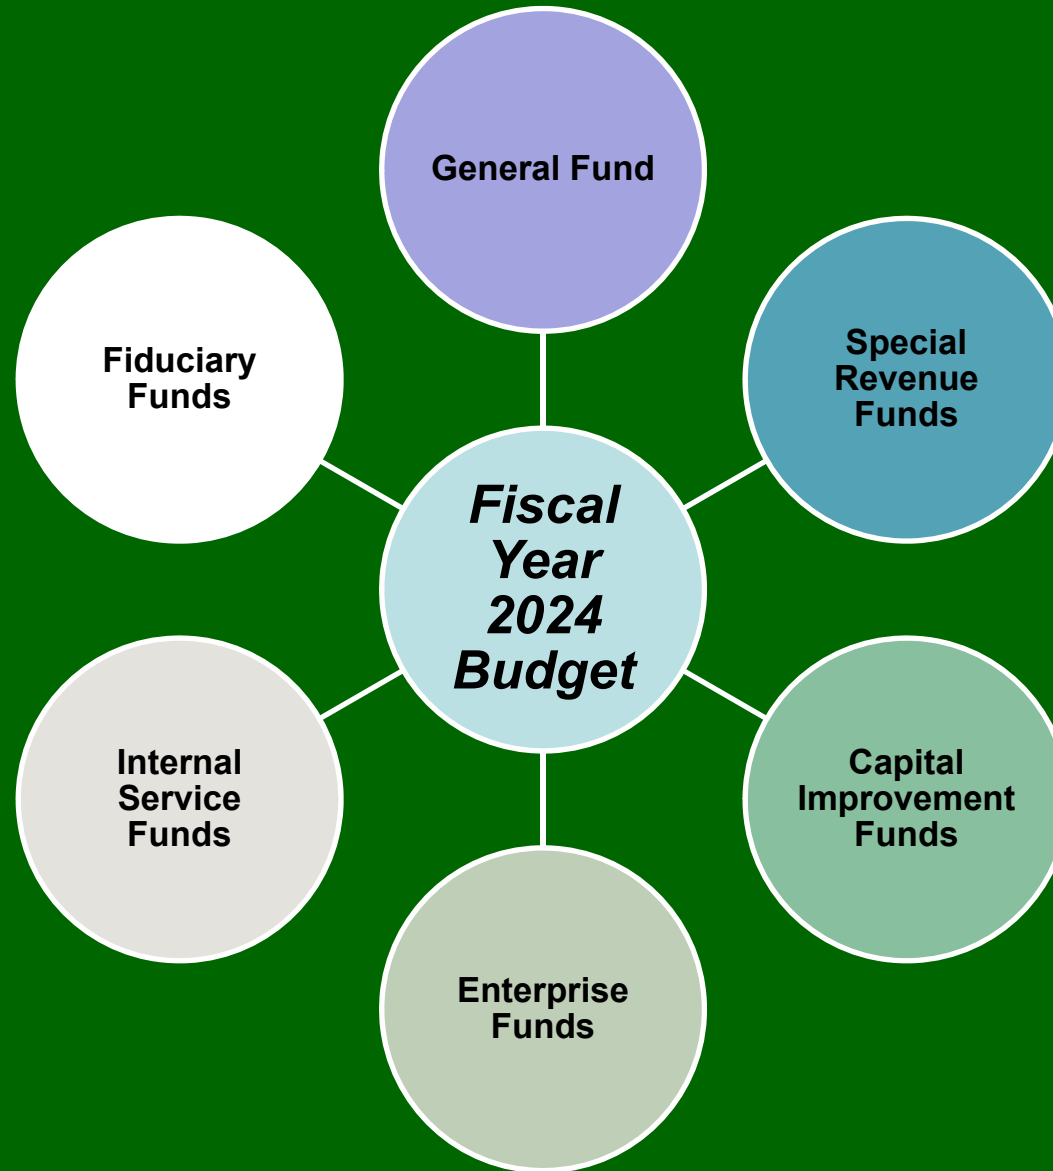 General Fund
Special
Revenue
Funds
Capital
Improvement
Funds
Enterprise
Funds
Internal
Service
Funds
Fiduciary
Funds
Fiscal
Year
2024
Budget